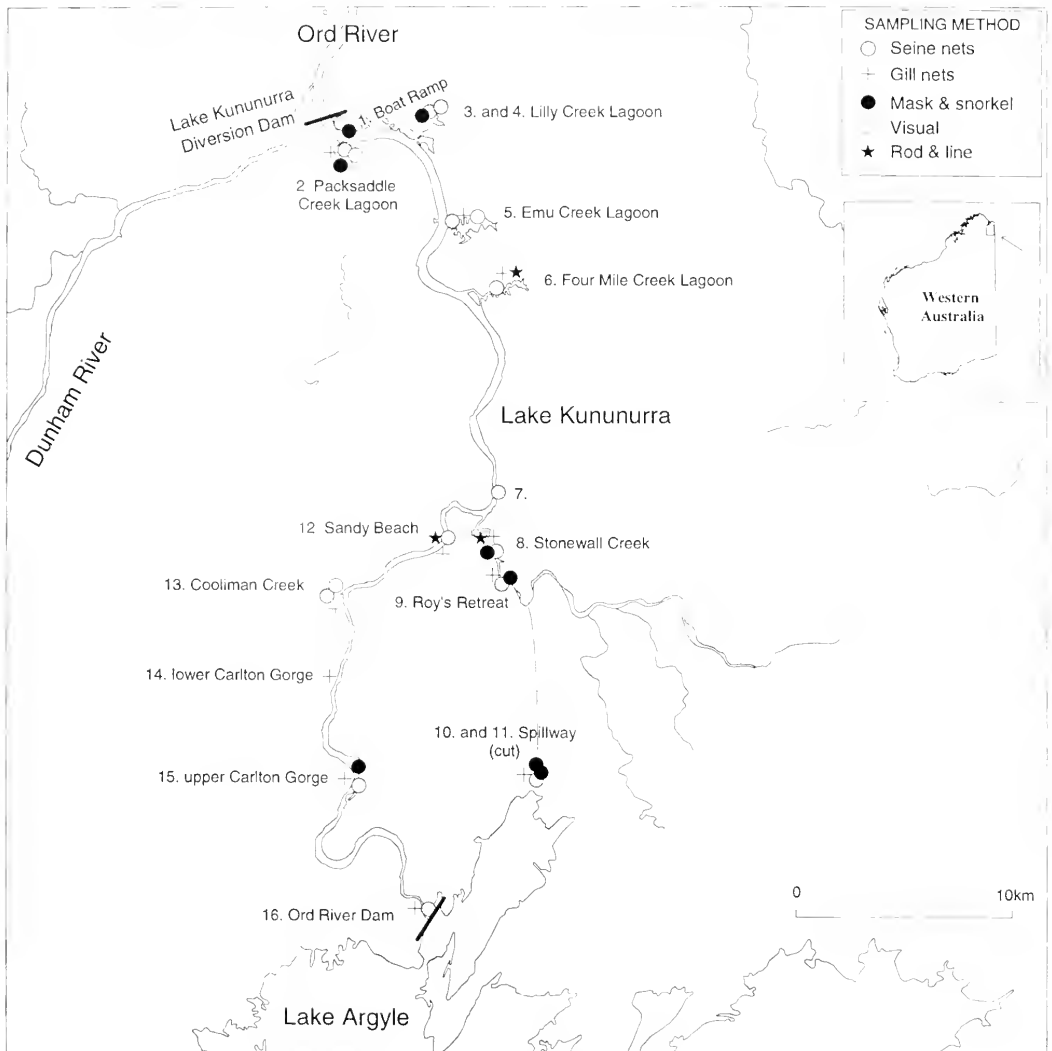 Ord River
SAMPLING METHOD
Seine nets
Gill nets
Mask & snorkel
Visual
Rod & line
Lake Kununurra
Diversion Dam
1. Boat Ramp
3. and 4. Lilly Creek Lagoon
2 Packsaddle
Creek Lagoon
5. Emu Creek Lagoon
6. Four Mile Creek Lagoon
Western
Australia
Dunham River
Lake Kununurra
7.
12 Sandy Beach
8. Stonewall Creek
13. Cooliman Creek
9. Roy's Retreat
14. lower Carlton Gorge
10. and 11. Spillway
(cut)
15. upper Carlton Gorge
0
10km
16. Ord River Dam
Lake Argyle